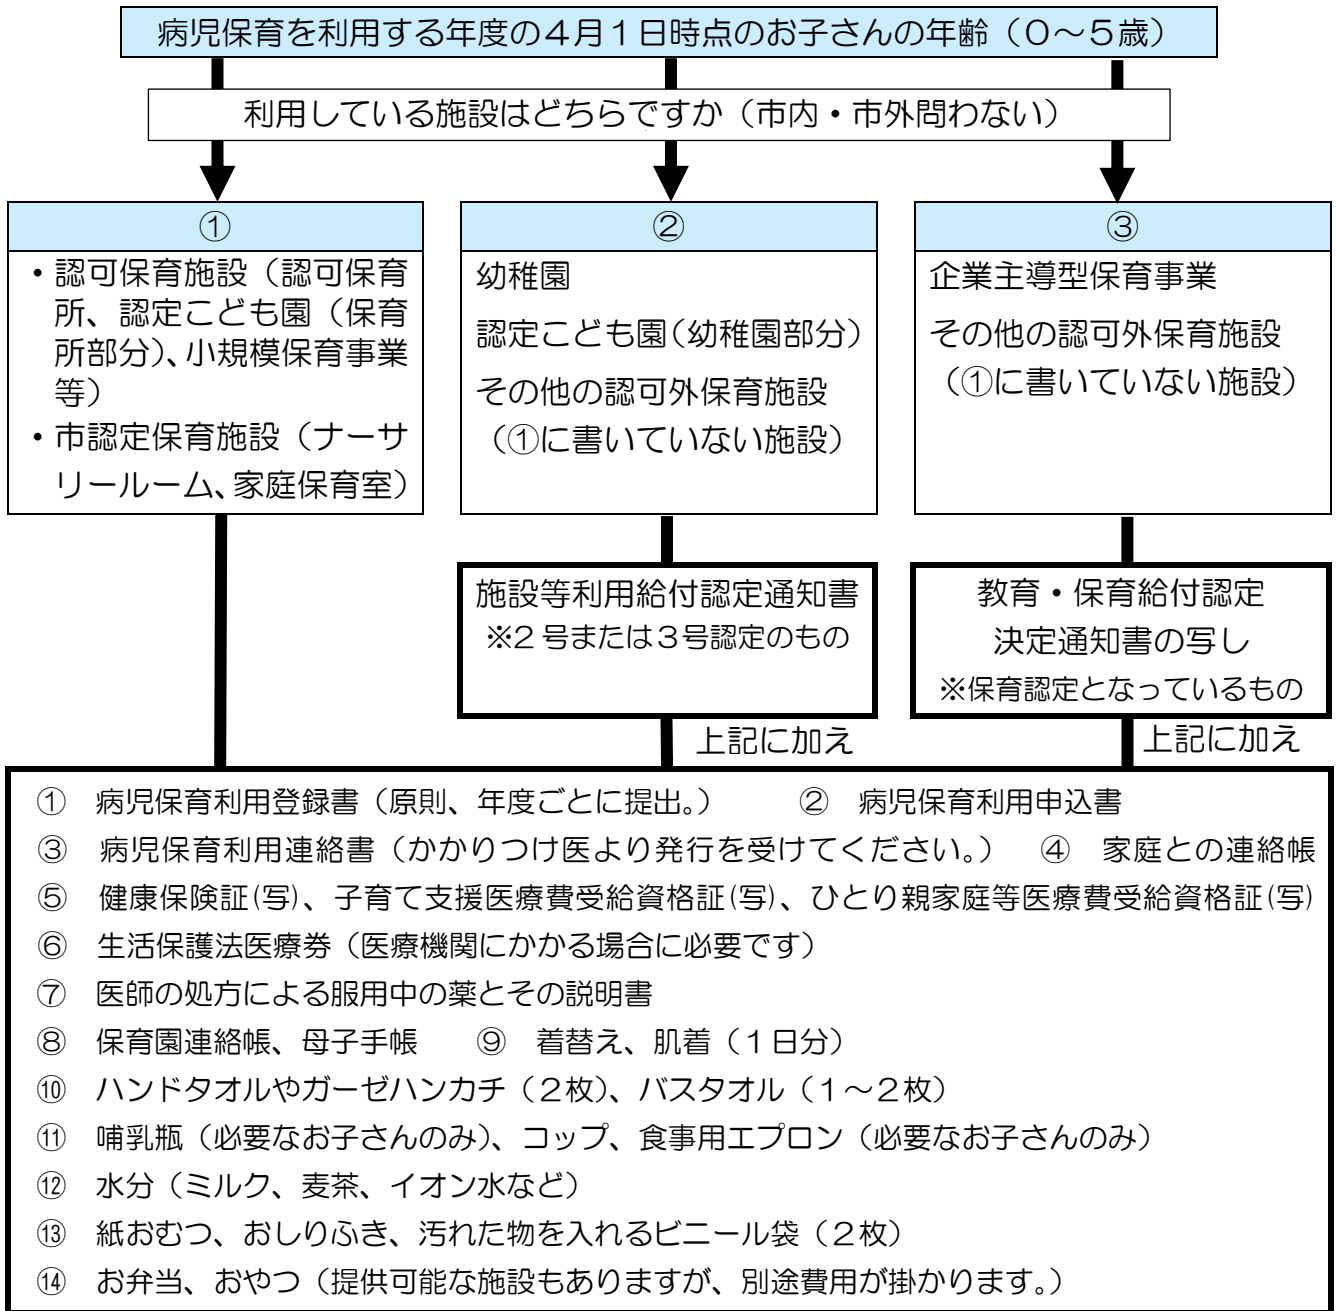 病児保育を利用する年度の４月１日時点のお子さんの年齢（０～５歳）
利用している施設はどちらですか（市内・市外問わない）
①
・認可保育施設（認可保育
所、認定こども園（保育
所部分）、小規模保育事業
等）
・市認定保育施設（ナーサ
リールーム、家庭保育室）
②
幼稚園
認定こども園（幼稚園部分）
その他の認可外保育施設
（①に書いていない施設）
③
企業主導型保育事業
その他の認可外保育施設
（①に書いていない施設）
施設等利用給付認定通知書
※2号または３号認定のもの
教育・保育給付認定
決定通知書の写し
※保育認定となっているもの
上記に加え
上記に加え
① 病児保育利用登録書（原則、年度ごとに提出。） ② 病児保育利用申込書
③ 病児保育利用連絡書（かかりつけ医より発行を受けてください。） ④ 家庭との連絡帳
⑤ 健康保険証(写)、子育て支援医療費受給資格証(写)、ひとり親家庭等医療費受給資格証(写)
⑥ 生活保護法医療券（医療機関にかかる場合に必要です）
⑦ 医師の処方による服用中の薬とその説明書
⑧ 保育園連絡帳、母子手帳 ⑨ 着替え、肌着（１日分）
⑩ ハンドタオルやガーゼハンカチ（２枚）、バスタオル（１～２枚）
⑪ 哺乳瓶（必要なお子さんのみ）、コップ、食事用エプロン（必要なお子さんのみ）
⑫ 水分（ミルク、麦茶、イオン水など）
⑬ 紙おむつ、おしりふき、汚れた物を入れるビニール袋（２枚）
⑭ お弁当、おやつ（提供可能な施設もありますが、別途費用が掛かります。）